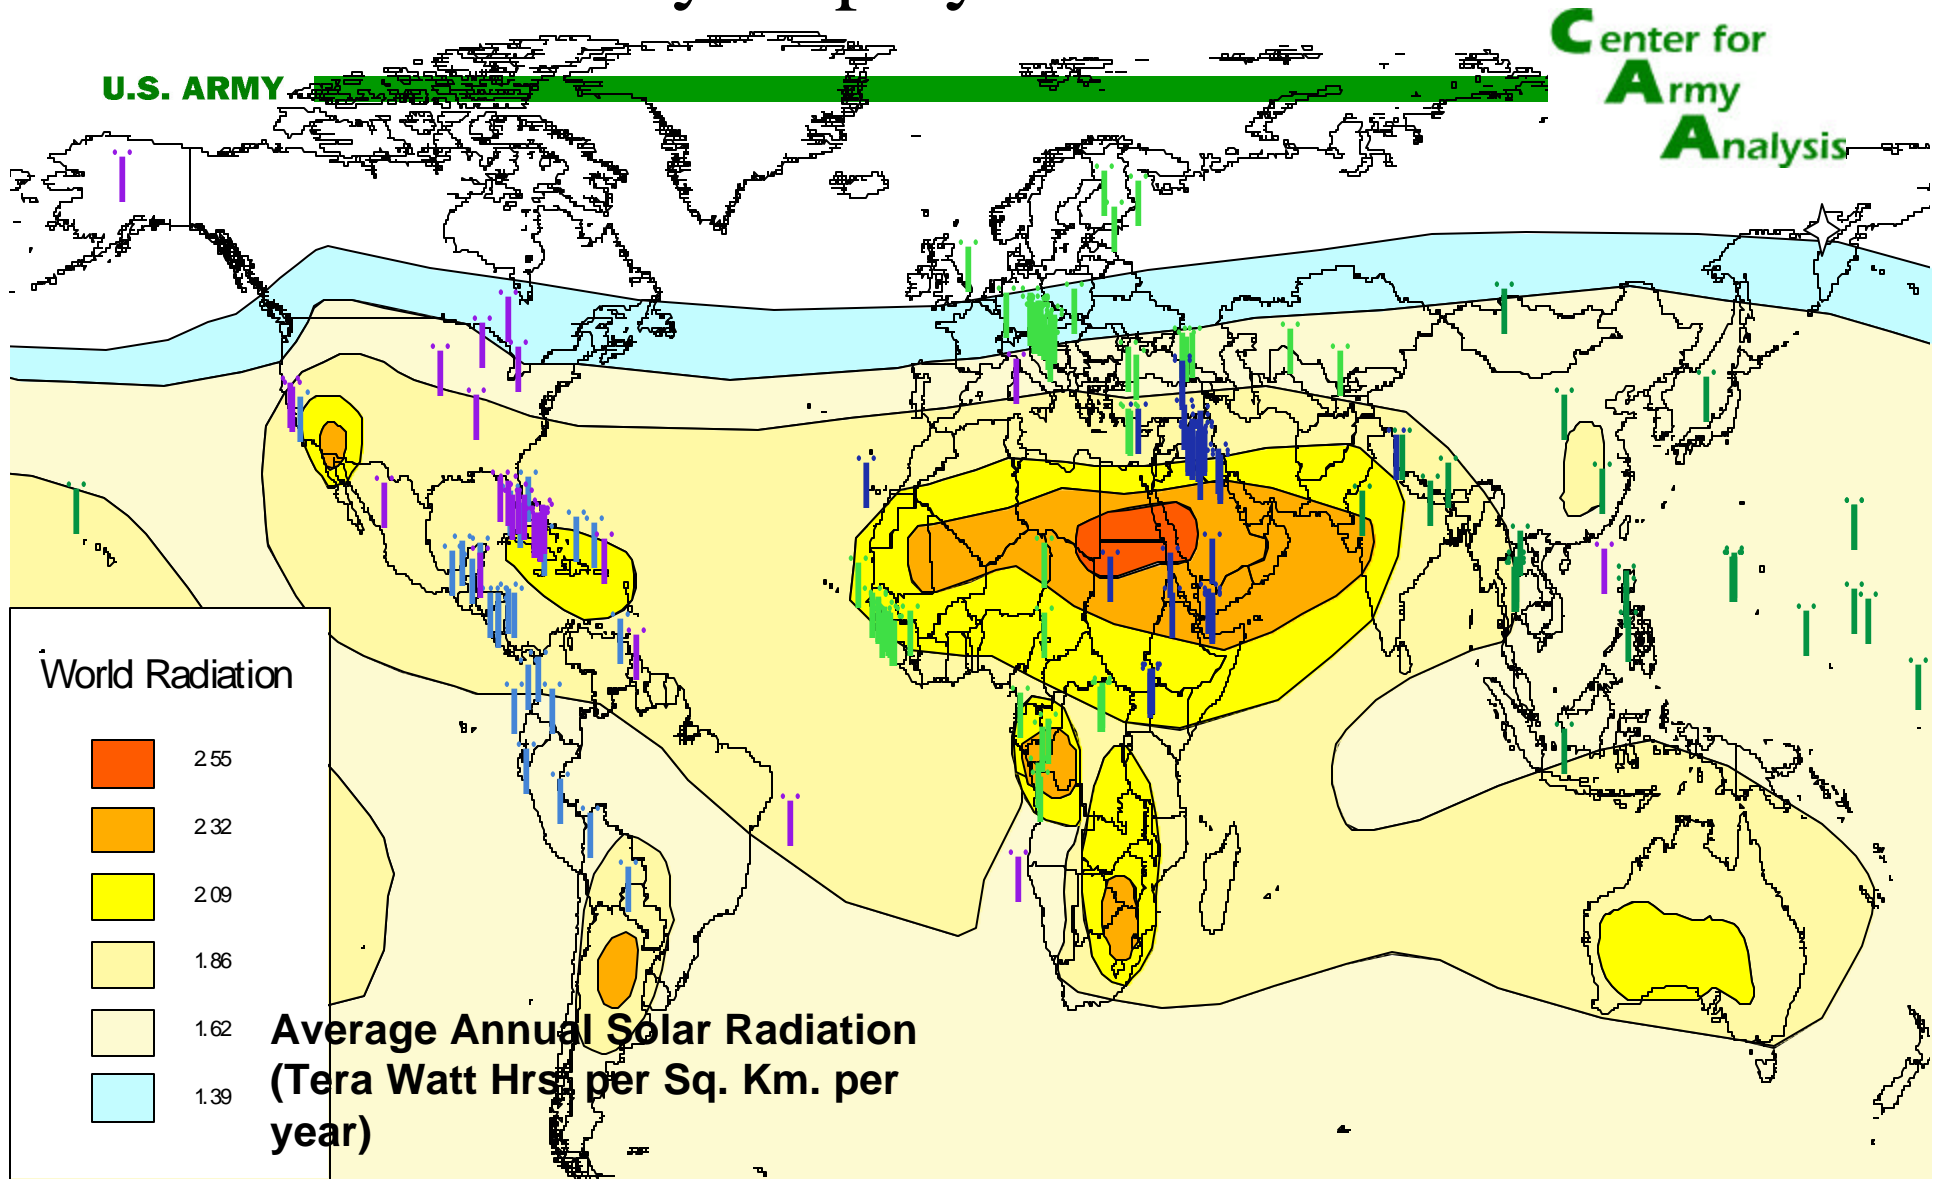 U.S. ARMY
Center for
Army
Analysis
World Radiation
2.55
2.32
2.09
1.86
1.62
1.39
Average Annual Solar Radiation
(Tera Watt Hrs. per Sq. Km. per
year)